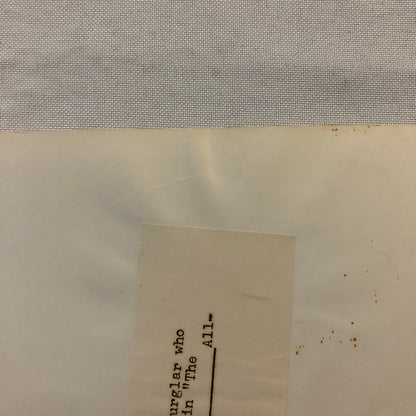 urglar who
in "The All-